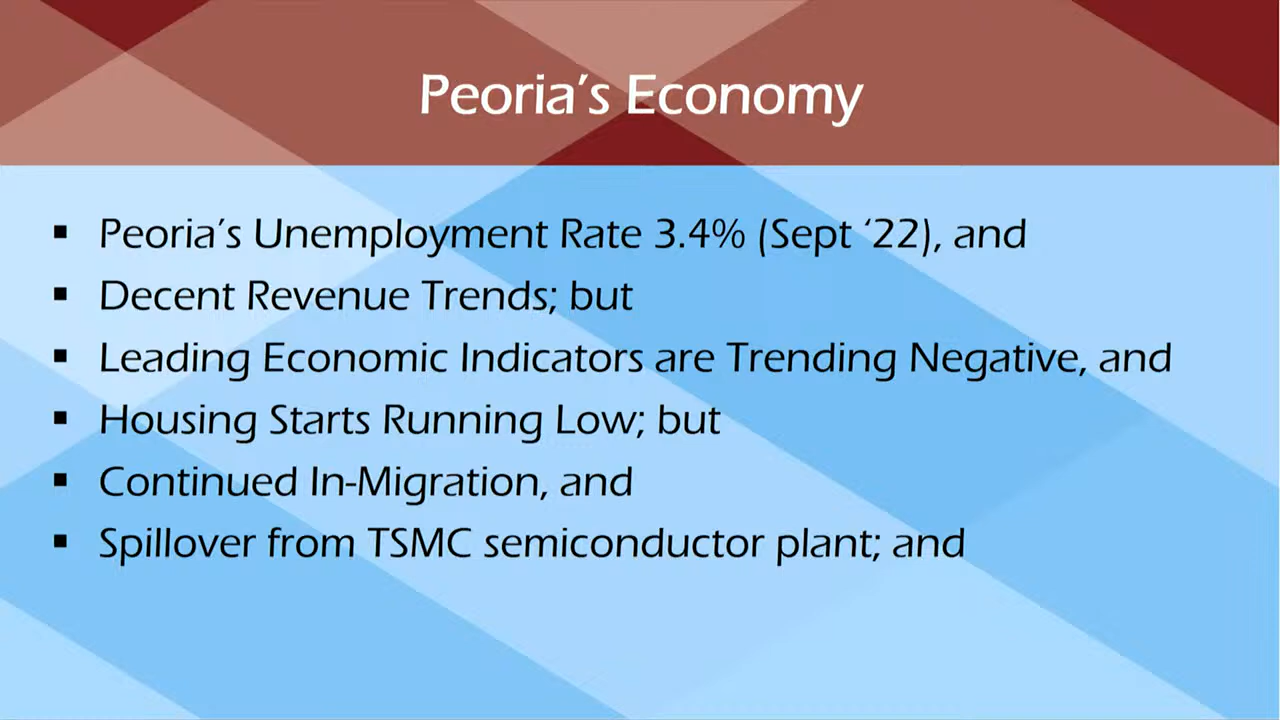 Peoria’s Economy
▪ Peoria’s Unemployment Rate 3.4% (Sept ‘22), and
▪ Decent Revenue Trends; but
▪ Leading Economic Indicators are Trending Negative, and
▪ Housing Starts Running Low; but
▪ Continued In-Migration, and
▪ Spillover from TSMC semiconductor plant; and